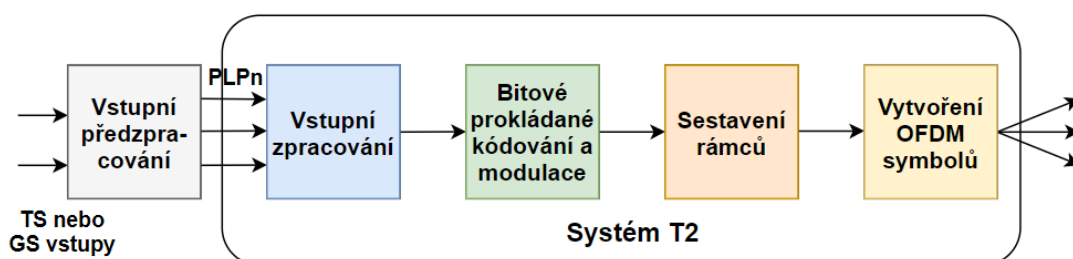 PLPn
Vstupní
předzpra-
cování
Vstupní
zpracování
Bitové
prokládané
kódování a
modulace
Sestavení
rámců
Vytvoření
OFDM
symbolů
TS nebo
GS vstupy
Systém T2